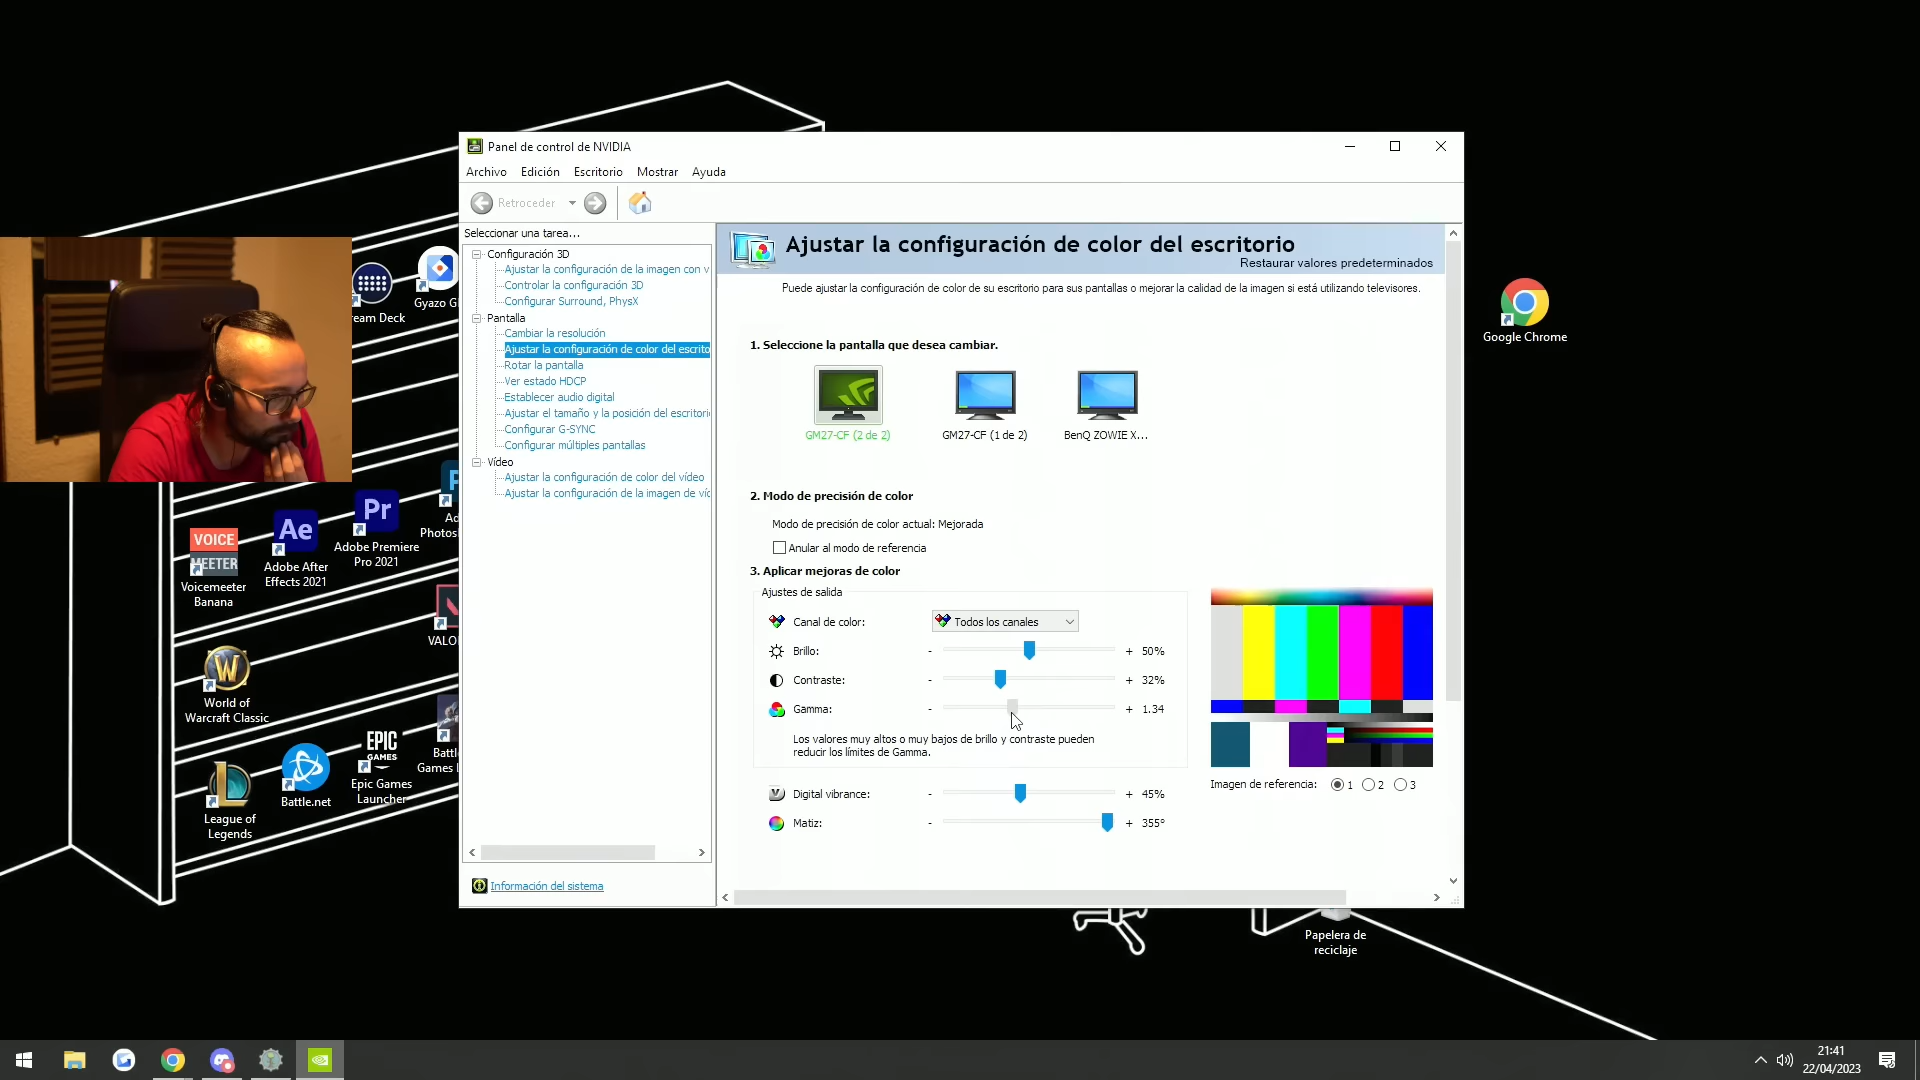 Panel de control de NVIDIA
Archivo Edición Escritorio Mostrar Ayuda
Retroceder
Seleccionar una tarea...
Configuración 3D
Ajustar la configuración de la imagen con v
Controlar la configuración 3D
Configurar Surround, PhysX
Pantalla
Cambiar la resolución
Ajustar la configuración de color del escrito
Rotar la pantalla
Ver estado HDCP
Establecer audio digital
Ajustar el tamaño y la posición del escritori
Configurar G-SYNC
Configurar múltiples pantallas
Vídeo
Ajustar la configuración de color del vídeo
Ajustar la configuración de la imagen de víd
Información del sistema
Ajustar la configuración de color del escritorio
Restaurar valores predeterminados
Puede ajustar la configuración de color de su escritorio para sus pantallas o mejorar la calidad de la imagen si está utilizando televisores.
1. Seleccione la pantalla que desea cambiar.
GM27-CF (2 de 2) GM27-CF (1 de 2) BenQ ZOWIE X...
2. Modo de precisión de color
Modo de precisión de color actual: Mejorada
Anular al modo de referencia
3. Aplicar mejoras de color
Ajustes de salida
Canal de color: Todos los canales
Brillo: - + 50%
Contraste: - + 32%
Gamma: - + 1.34
Los valores muy altos o muy bajos de brillo y contraste pueden
reducir los límites de Gamma.
Digital vibrance: - + 45%
Matiz: - + 355°
Imagen de referencia: 1 2 3
ream Deck
Gyazo G
Google Chrome
VOICE
MEETER
Voicemeeter
Banana
Ae
Adobe After
Effects 2021
Pr
Adobe Premiere
Pro 2021
Ad
Photos
VALO
W
World of
Warcraft Classic
L
League of
Legends
Battle.net
EPIC
GAMES
Epic Games
Launcher
Battl
Games
Papelera de
reciclaje
21:41
22/04/2023